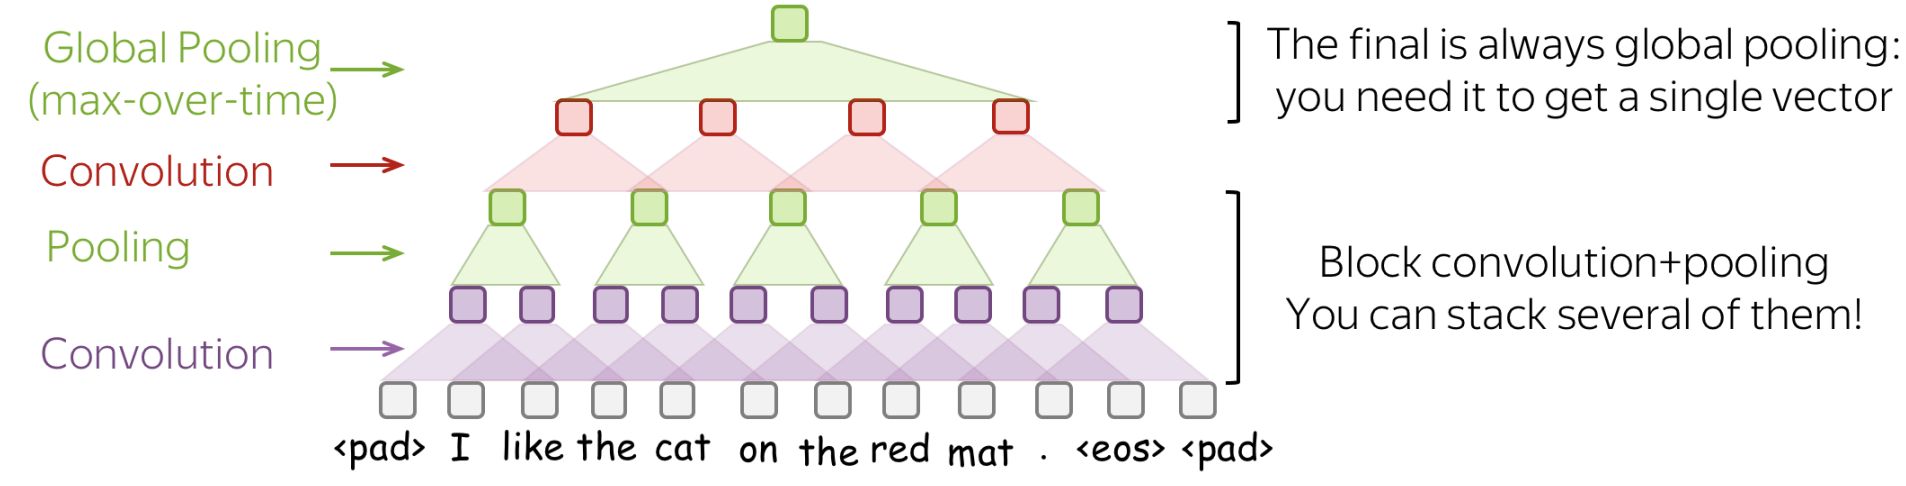 Global Pooling
(max-over-time)
The final is always global pooling:
you need it to get a single vector
Convolution
Pooling
Block convolution+pooling
You can stack several of them!
Convolution
<pad> I like the cat on the red mat . <eos> <pad>